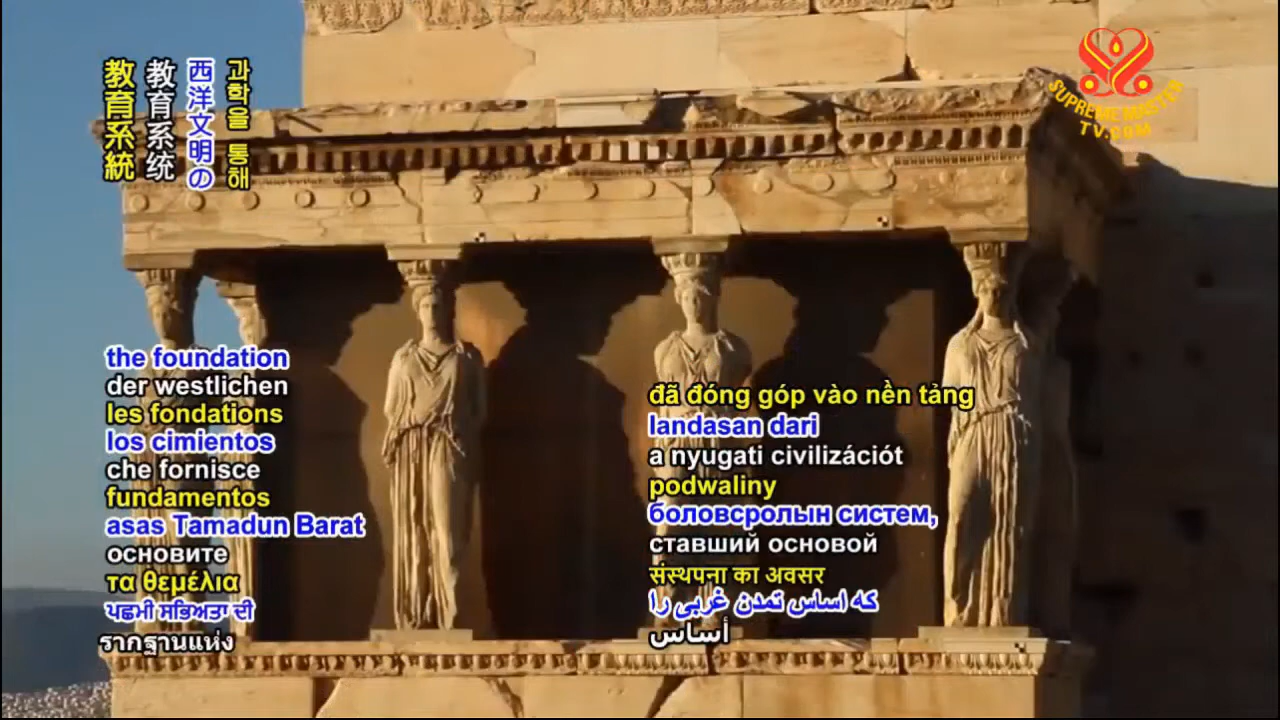 教育系統
教育系统
西洋文明の
과학을 통해
SUPREME MASTER
TV.COM
the foundation
der westlichen
les fondations
los cimientos
che fornisce
fundamentos
asas Tamadun Barat
основите
τα θεμέλια
ਪਛਮੀ ਸਭਿਅਤਾ ਦੀ
รากฐานแห่ง
đã đóng góp vào nền tảng
landasan dari
a nyugati civilizációt
podwaliny
боловсролын систем,
ставший основой
संस्थपना का अवसर
که اساس تمدن غربی را
أساس